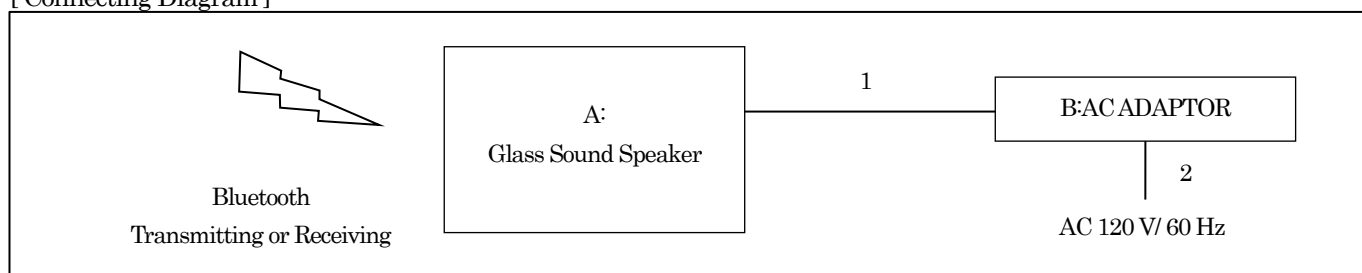 [ Connecting Diagram ]
Bluetooth
Transmitting or Receiving
A:
Glass Sound Speaker
1
B:AC ADAPTOR
2
AC 120 V/ 60 Hz